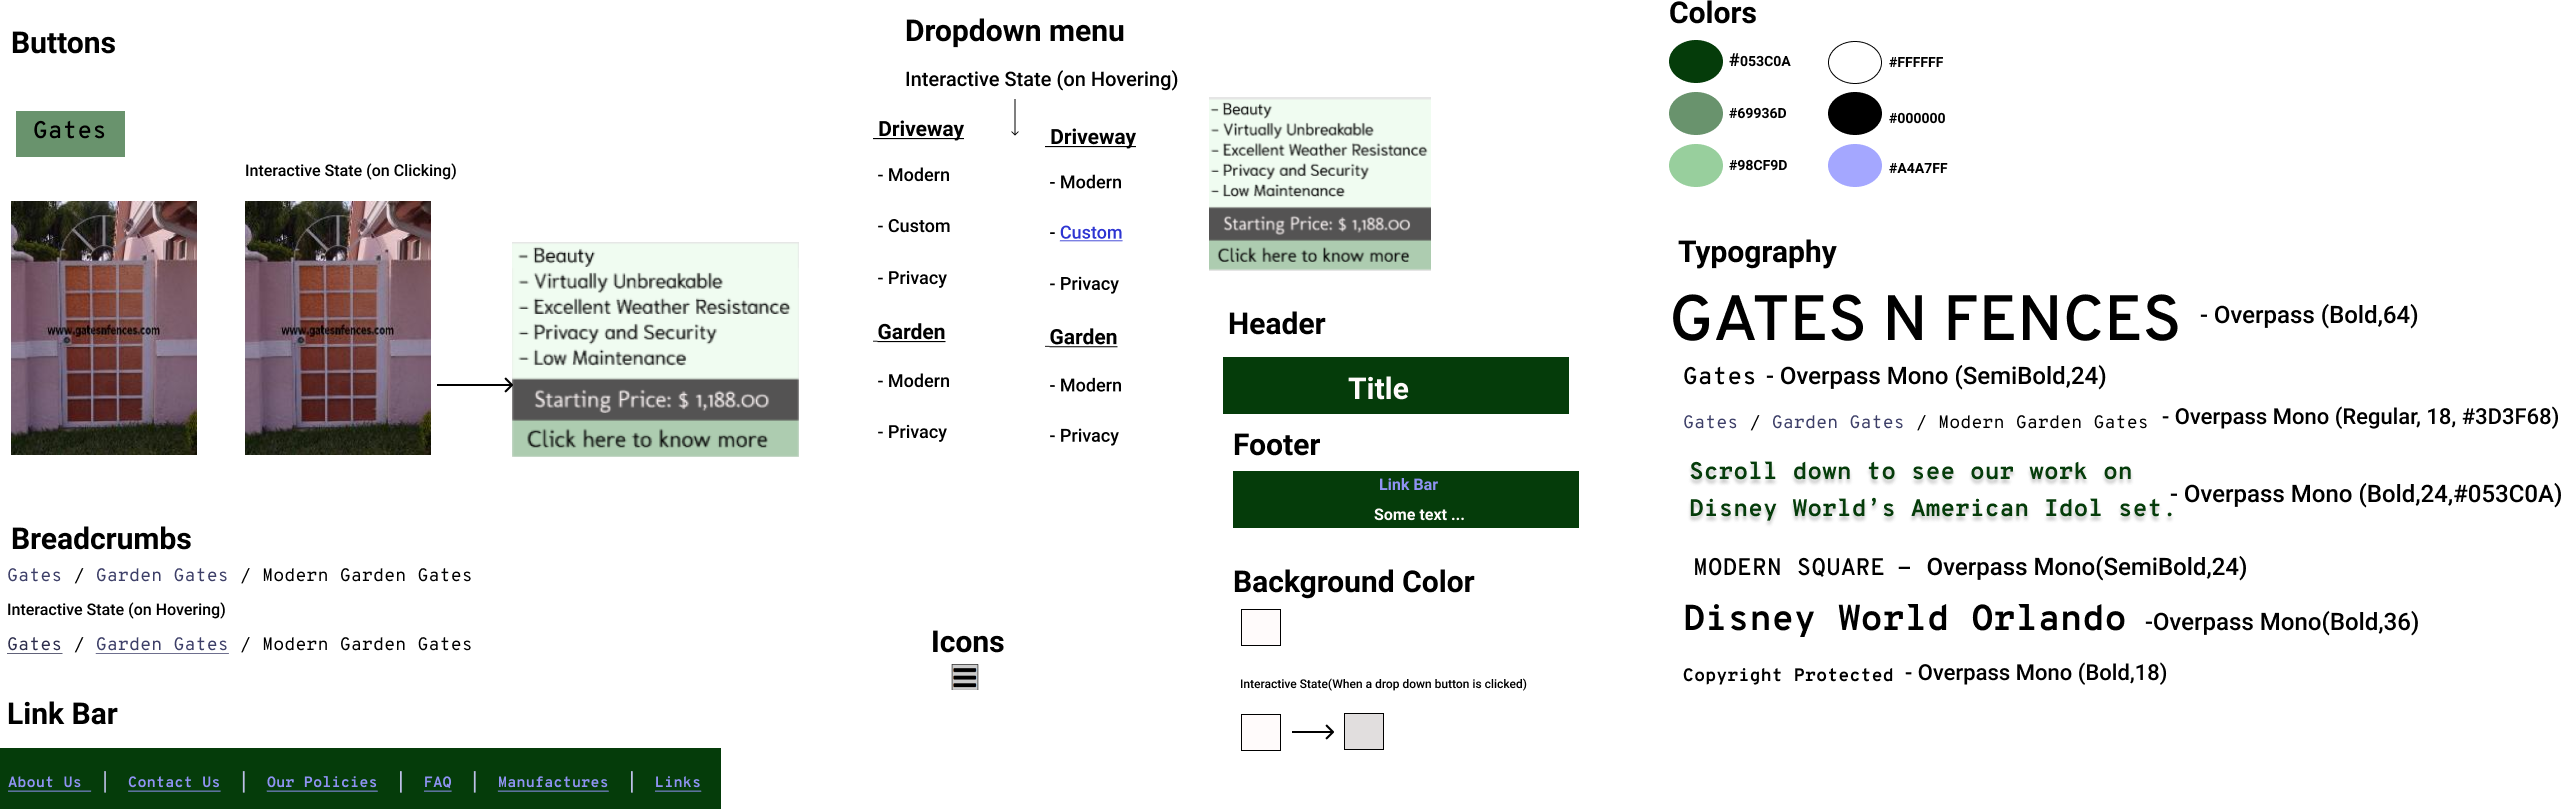 Buttons
Gates
Interactive State (on Clicking)
www.gatesnfences.com
www.gatesnfences.com
- Beauty
- Virtually Unbreakable
- Excellent Weather Resistance
- Privacy and Security
- Low Maintenance
Starting Price: $ 1,188.00
Click here to know more
Breadcrumbs
Gates / Garden Gates / Modern Garden Gates
Interactive State (on Hovering)
Gates / Garden Gates / Modern Garden Gates
Link Bar
About Us | Contact Us | Our Policies | FAQ | Manufactures | Links
Dropdown menu
Interactive State (on Hovering)
Driveway
- Modern
- Custom
- Privacy
Garden
- Modern
- Privacy
Driveway
- Modern
- Custom
- Privacy
Garden
- Modern
- Privacy
- Beauty
- Virtually Unbreakable
- Excellent Weather Resistance
- Privacy and Security
- Low Maintenance
Starting Price: $ 1,188.00
Click here to know more
Icons
Header
Title
Footer
Link Bar
Some text ...
Background Color
Interactive State(When a drop down button is clicked)
Colors
#053C0A
#FFFFFF
#69936D
#000000
#98CF9D
#A4A7FF
Typography
GATES N FENCES - Overpass (Bold,64)
Gates - Overpass Mono (SemiBold,24)
Gates / Garden Gates / Modern Garden Gates - Overpass Mono (Regular, 18, #3D3F68)
Scroll down to see our work on
Disney World's American Idol set. - Overpass Mono (Bold,24,#053C0A)
MODERN SQUARE – Overpass Mono(SemiBold,24)
Disney World Orlando -Overpass Mono(Bold,36)
Copyright Protected - Overpass Mono (Bold,18)